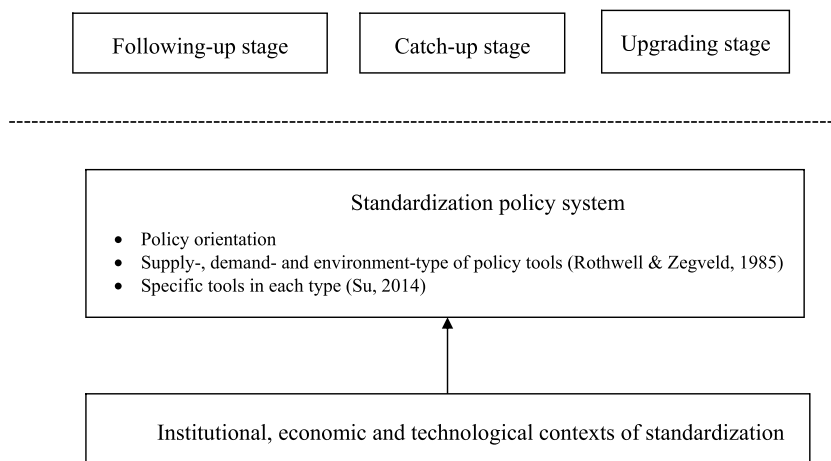 Following-up stage
Catch-up stage
Upgrading stage
Standardization policy system
• Policy orientation
• Supply-, demand- and environment-type of policy tools (Rothwell & Zegveld, 1985)
• Specific tools in each type (Su, 2014)
Institutional, economic and technological contexts of standardization